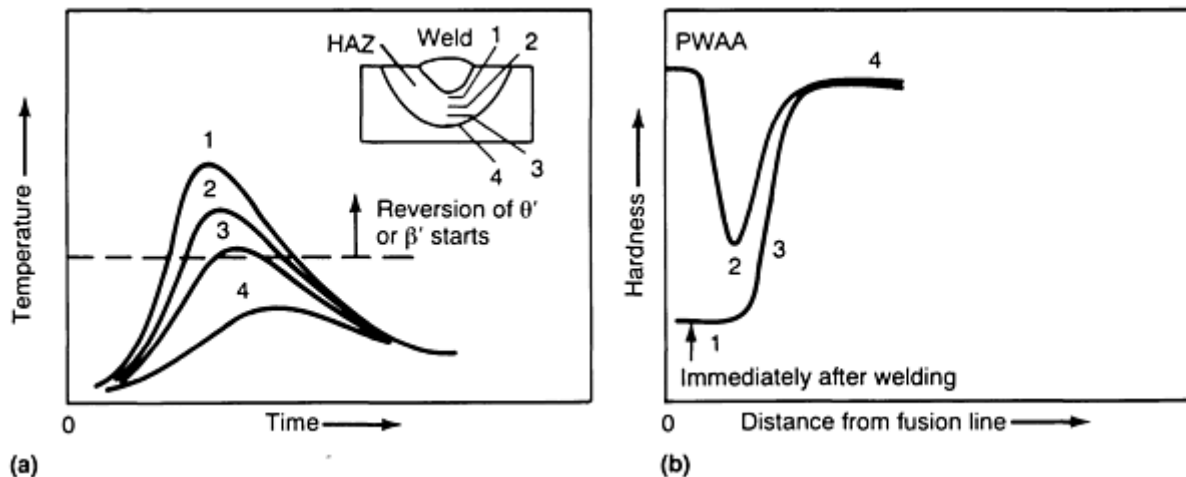 HAZ
Weld
1
2
3
4
1
2
3
4
Reversion of θ′
or β′ starts
Temperature
0
Time
(a)
PWAA
4
2
3
1
Immediately after welding
Hardness
0
Distance from fusion line
(b)